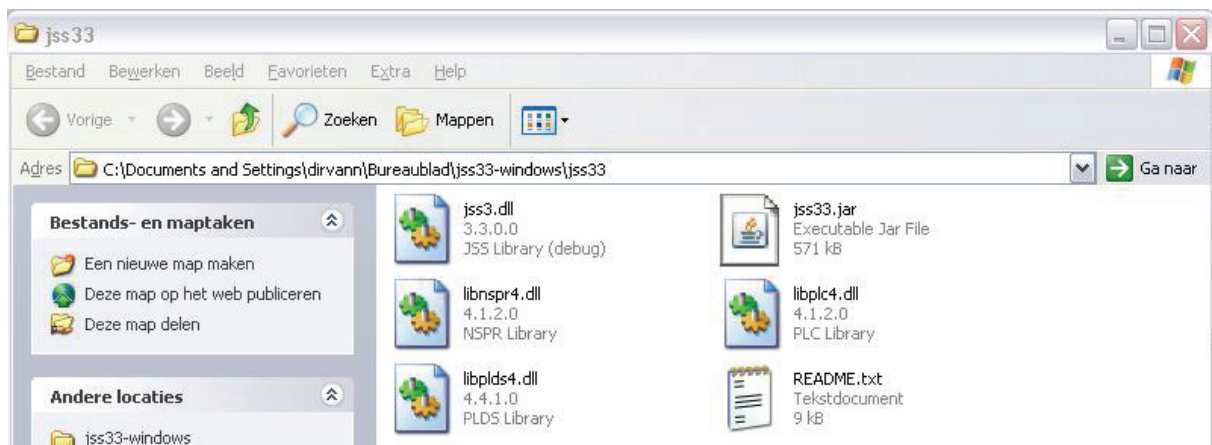 jss33
Bestand Bewerken Beeld Favorieten Extra Help
Vorige Zoeken Mappen
Adres C:\Documents and Settings\dirvann\Bureaublad\jss33-windows\jss33 Ga naar
Bestands- en maptaken
Een nieuwe map maken
Deze map op het web publiceren
Deze map delen
Andere locaties
jss33-windows
jss3.dll
3.3.0.0
JSS Library (debug)
jss33.jar
Executable Jar File
571 kB
libnspr4.dll
4.1.2.0
NSPR Library
libplc4.dll
4.1.2.0
PLC Library
libplds4.dll
4.4.1.0
PLDS Library
README.txt
Tekstdocument
9 kB